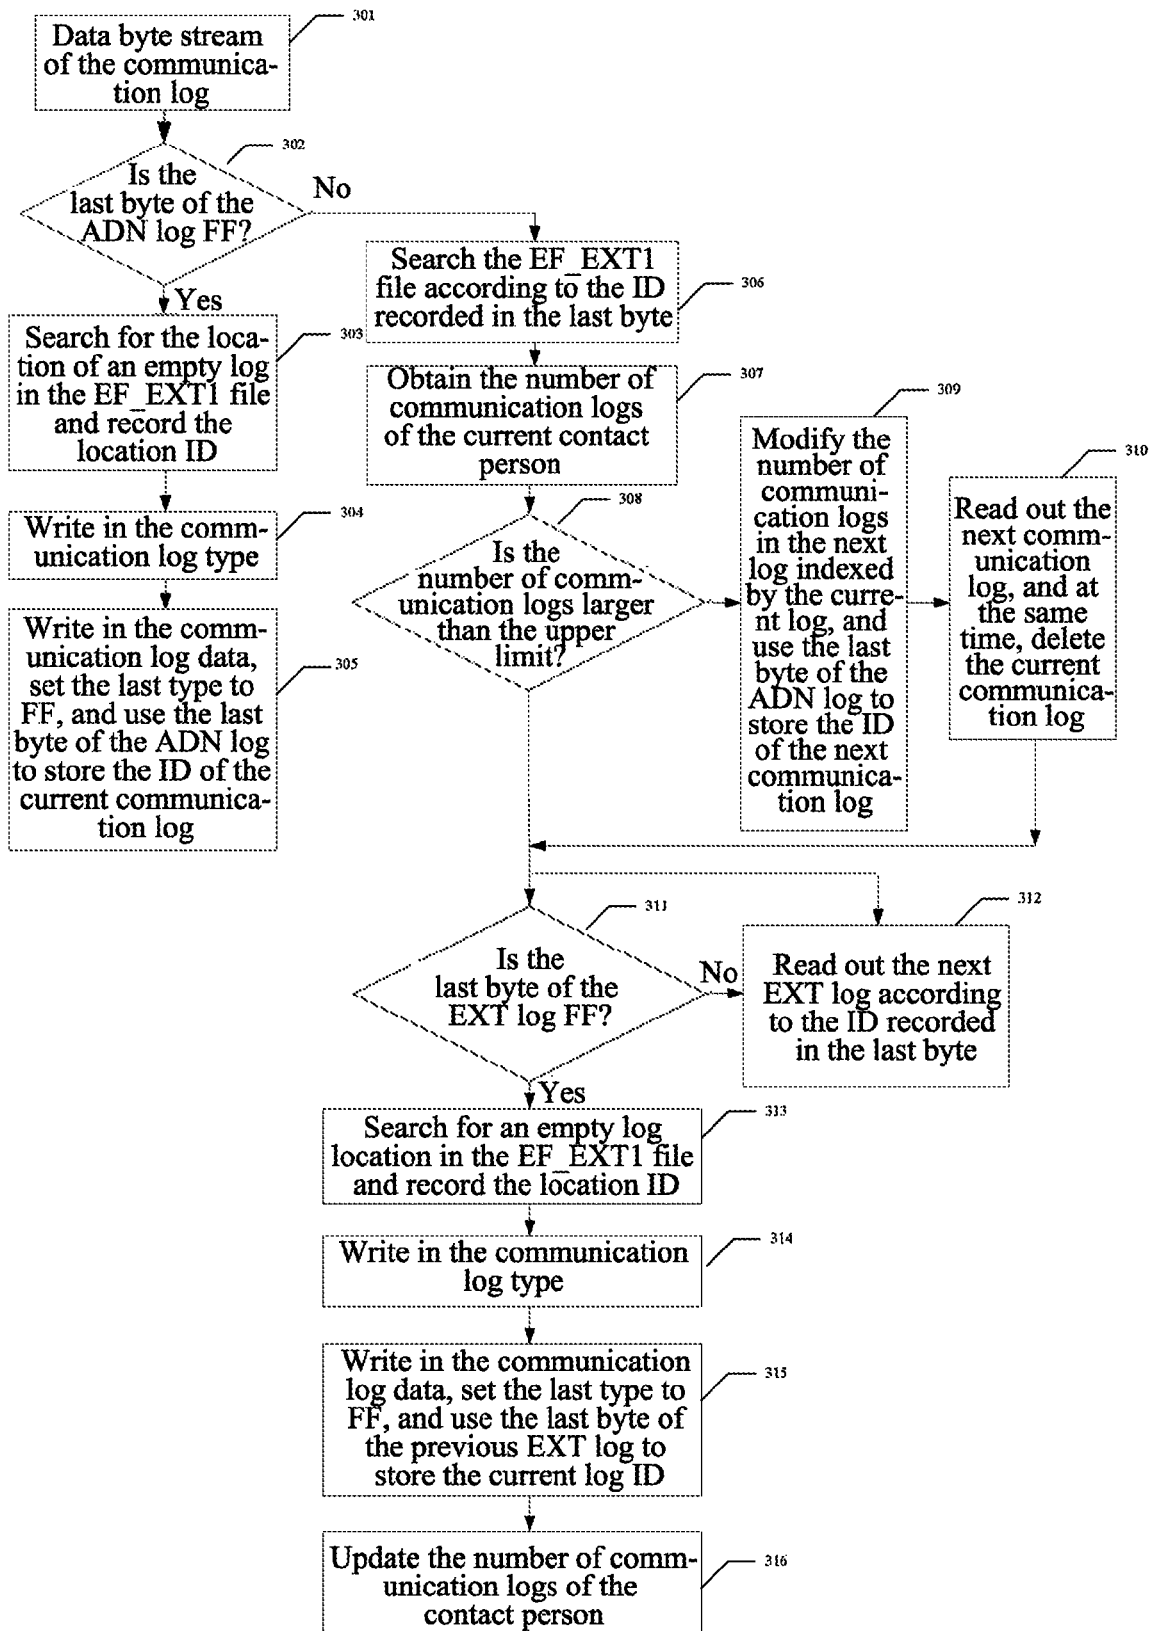 301
Data byte stream
of the communica-
tion log
302
Is the
last byte of the
ADN log FF?
No
Yes
303
Search for the loca-
tion of an empty log
in the EF_EXT1 file
and record the
location ID
304
Write in the comm-
unication log type
305
Write in the comm-
unication log data,
set the last type to
FF, and use the last
byte of the ADN log
to store the ID of the
current communica-
tion log
306
Search the EF_EXT1
file according to the ID
recorded in the last byte
307
Obtain the number of
communication logs
of the current contact
person
308
Is the
number of comm-
unication logs larger
than the upper
limit?
309
Modify the
number of
communi-
cation logs
in the next
log indexed
by the curre-
nt log, and
use the last
byte of the
ADN log to
store the ID
of the next
communica-
tion log
310
Read out the
next comm-
unication
log, and at
the same
time, delete
the current
communica-
tion log
311
Is the
last byte of the
EXT log FF?
No
Yes
312
Read out the next
EXT log according
to the ID recorded
in the last byte
313
Search for an empty log
location in the EF_EXT1 file
and record the location ID
314
Write in the communication
log type
315
Write in the communication
log data, set the last type to
FF, and use the last byte of
the previous EXT log to
store the current log ID
316
Update the number of comm-
unication logs of the
contact person